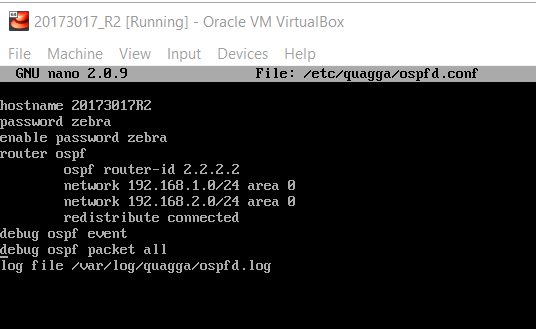 20173017_R2 [Running] - Oracle VM VirtualBox
File Machine View Input Devices Help
GNU nano 2.0.9 File: /etc/quagga/ospfd.conf
hostname 20173017R2
password zebra
enable password zebra
router ospf
ospf router-id 2.2.2.2
network 192.168.1.0/24 area 0
network 192.168.2.0/24 area 0
redistribute connected
debug ospf event
debug ospf packet all
log file /var/log/quagga/ospfd.log